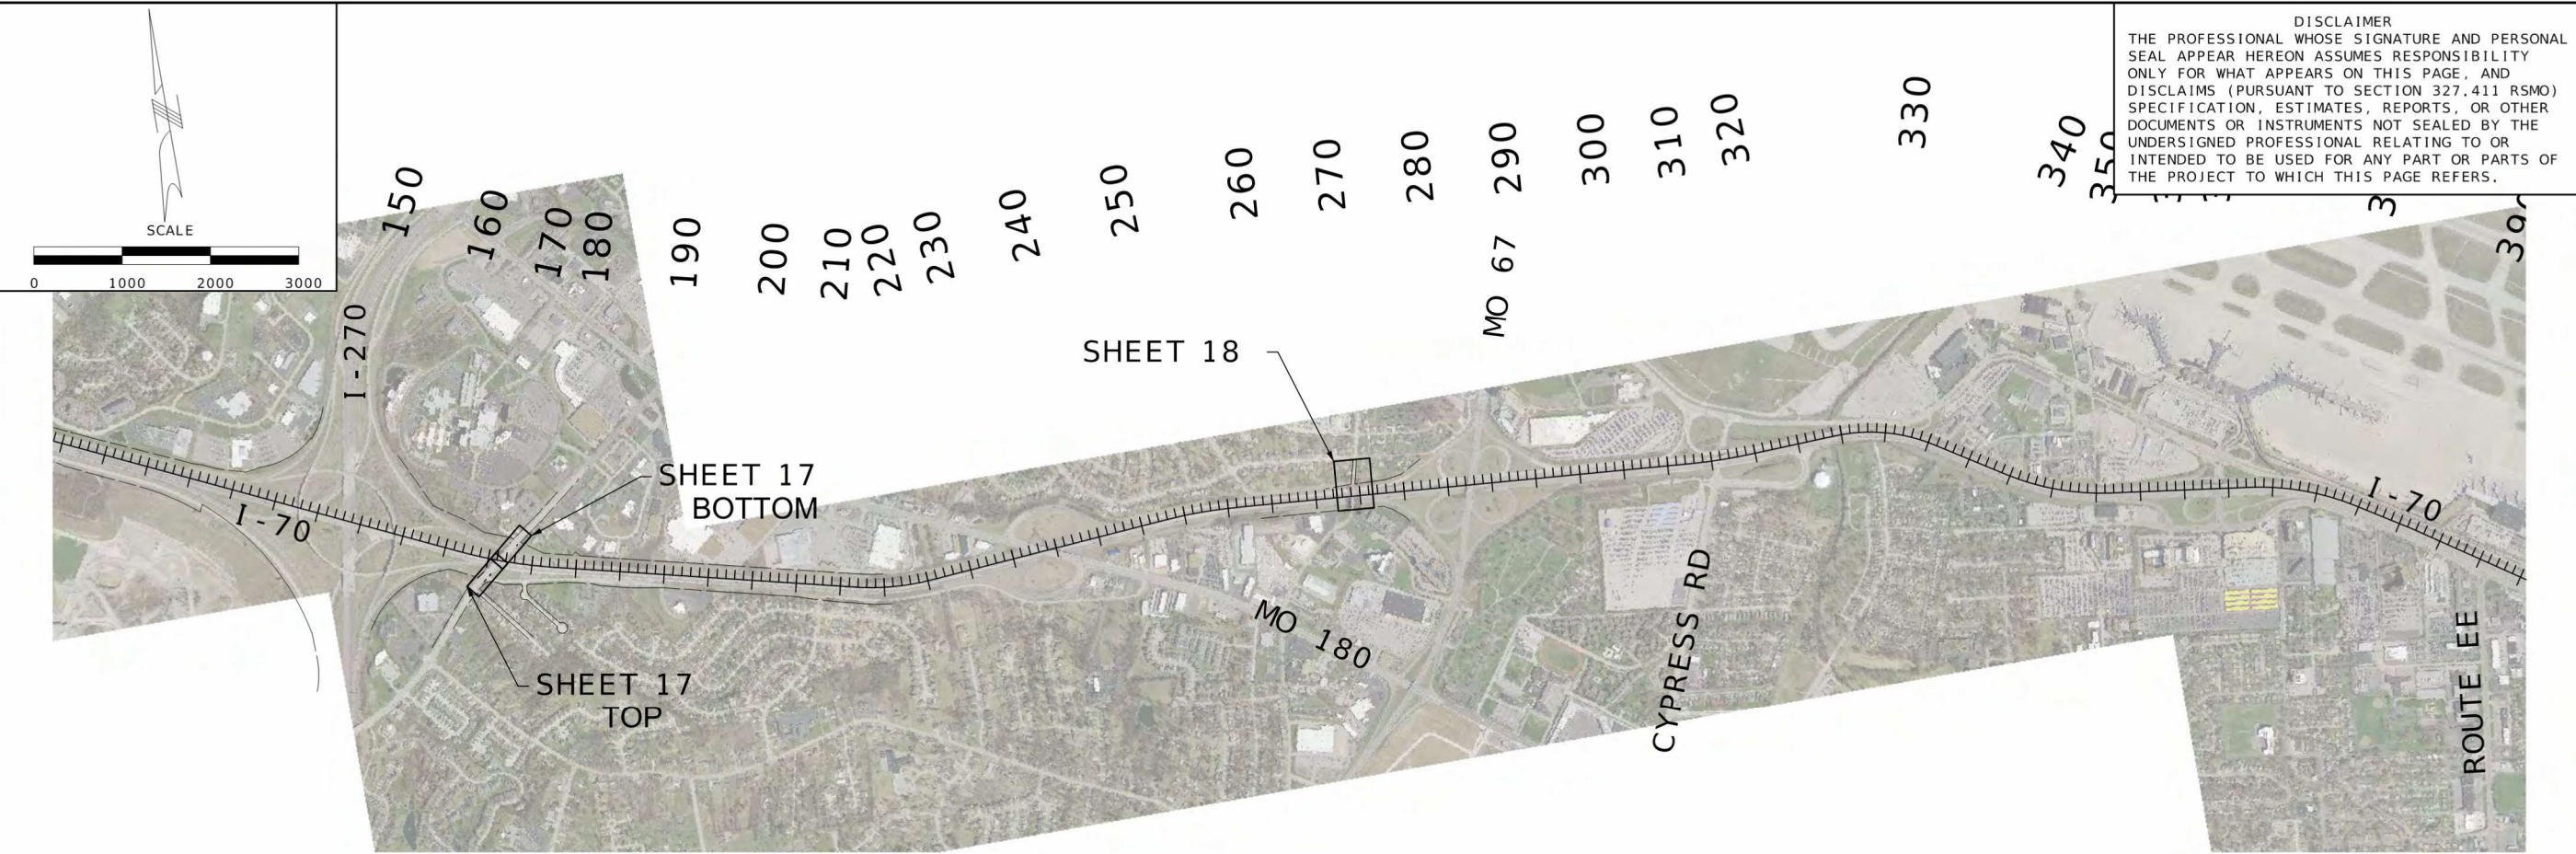 DISCLAIMER
THE PROFESSIONAL WHOSE SIGNATURE AND PERSONAL
SEAL APPEAR HEREON ASSUMES RESPONSIBILITY
ONLY FOR WHAT APPEARS ON THIS PAGE, AND
DISCLAIMS (PURSUANT TO SECTION 327.411 RSMO)
SPECIFICATION, ESTIMATES, REPORTS, OR OTHER
DOCUMENTS OR INSTRUMENTS NOT SEALED BY THE
UNDERSIGNED PROFESSIONAL RELATING TO OR
INTENDED TO BE USED FOR ANY PART OR PARTS OF
THE PROJECT TO WHICH THIS PAGE REFERS.
SCALE
0 1000 2000 3000
150
160
170
180
190
200
210
220
230
240
250
260
270
280
290
300
310
320
330
340
350
390
MO 67
I-270
SHEET 18
SHEET 17
BOTTOM
I-70
I-70
SHEET 17
TOP
MO 180
CYPRESS RD
ROUTE EE